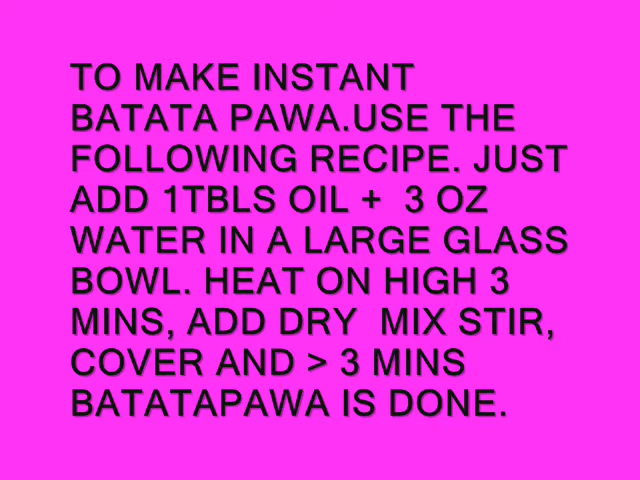 TO MAKE INSTANT
BATATA PAWA.USE THE
FOLLOWING RECIPE. JUST
ADD 1TBLS OIL +  3 OZ
WATER IN A LARGE GLASS
BOWL. HEAT ON HIGH 3
MINS, ADD DRY  MIX STIR,
COVER AND > 3 MINS
BATATAPAWA IS DONE.